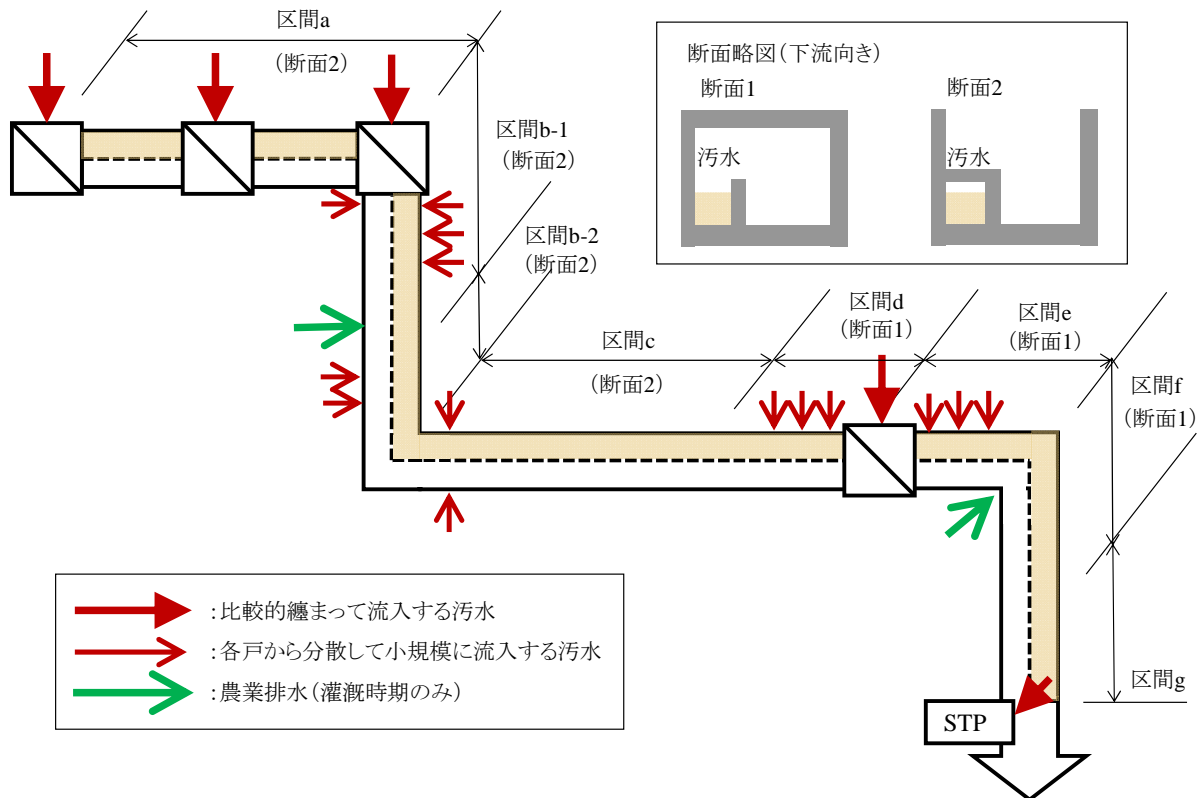 区間a
(断面2)
断面略図(下流向き)
断面1
断面2
汚水
汚水
区間b-1
(断面2)
区間b-2
(断面2)
区間c
(断面2)
区間d
(断面1)
区間e
(断面1)
区間f
(断面1)
区間g
STP
:比較的纏まって流入する汚水
:各戸から分散して小規模に流入する汚水
:農業排水(灌漑時期のみ)